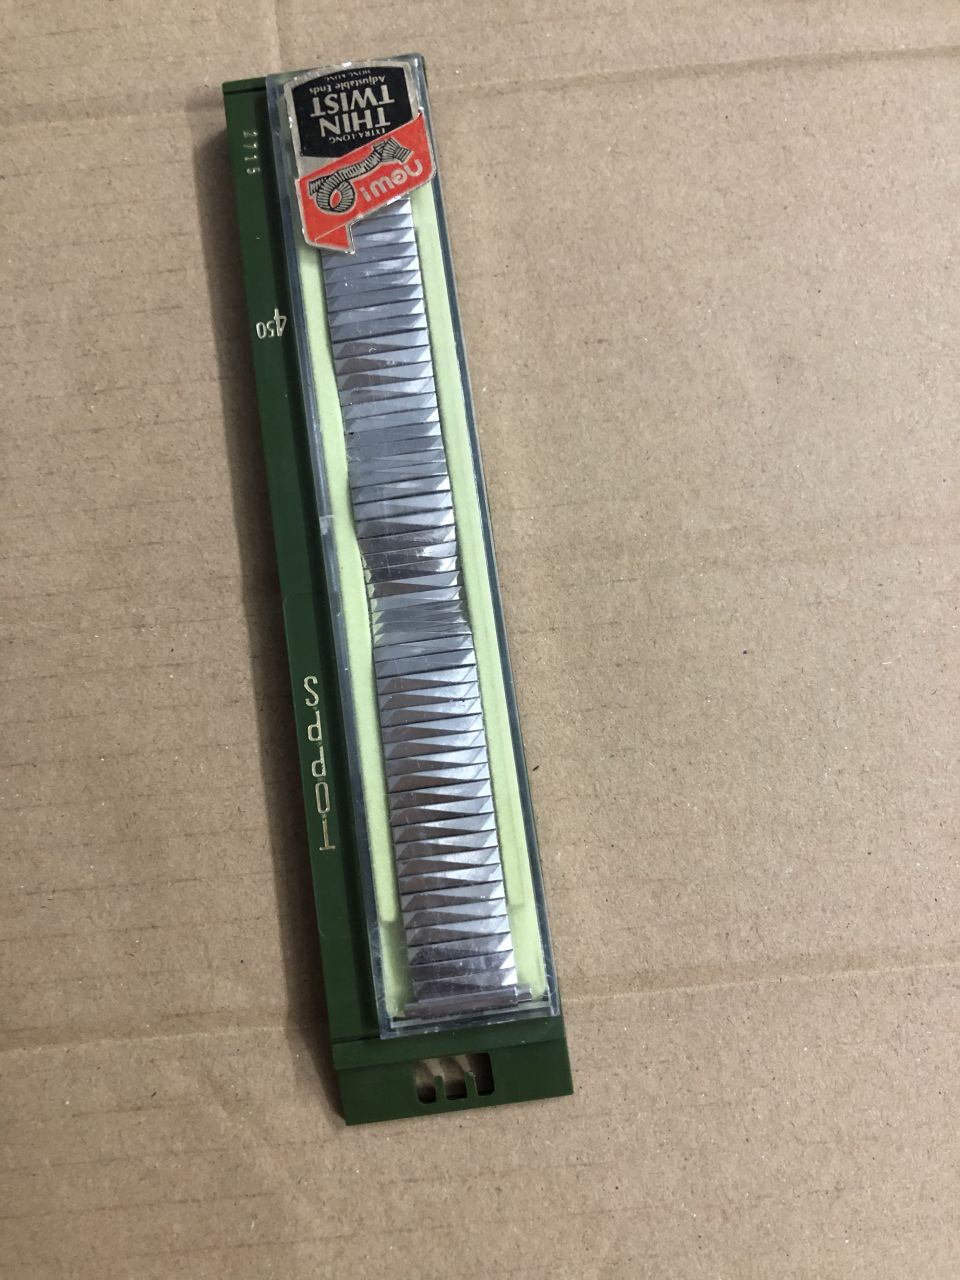 new!
EXTRA-LONG
THIN
TWIST
Adjustable Ends
HONG KONG
Topps
450
2715